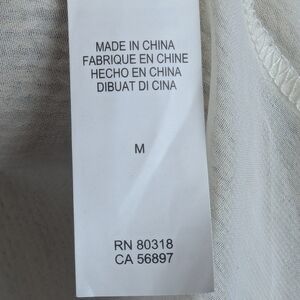 MADE IN CHINA
FABRIQUE EN CHINE
HECHO EN CHINA
DIBUAT DI CINA
M
RN 80318
CA 56897